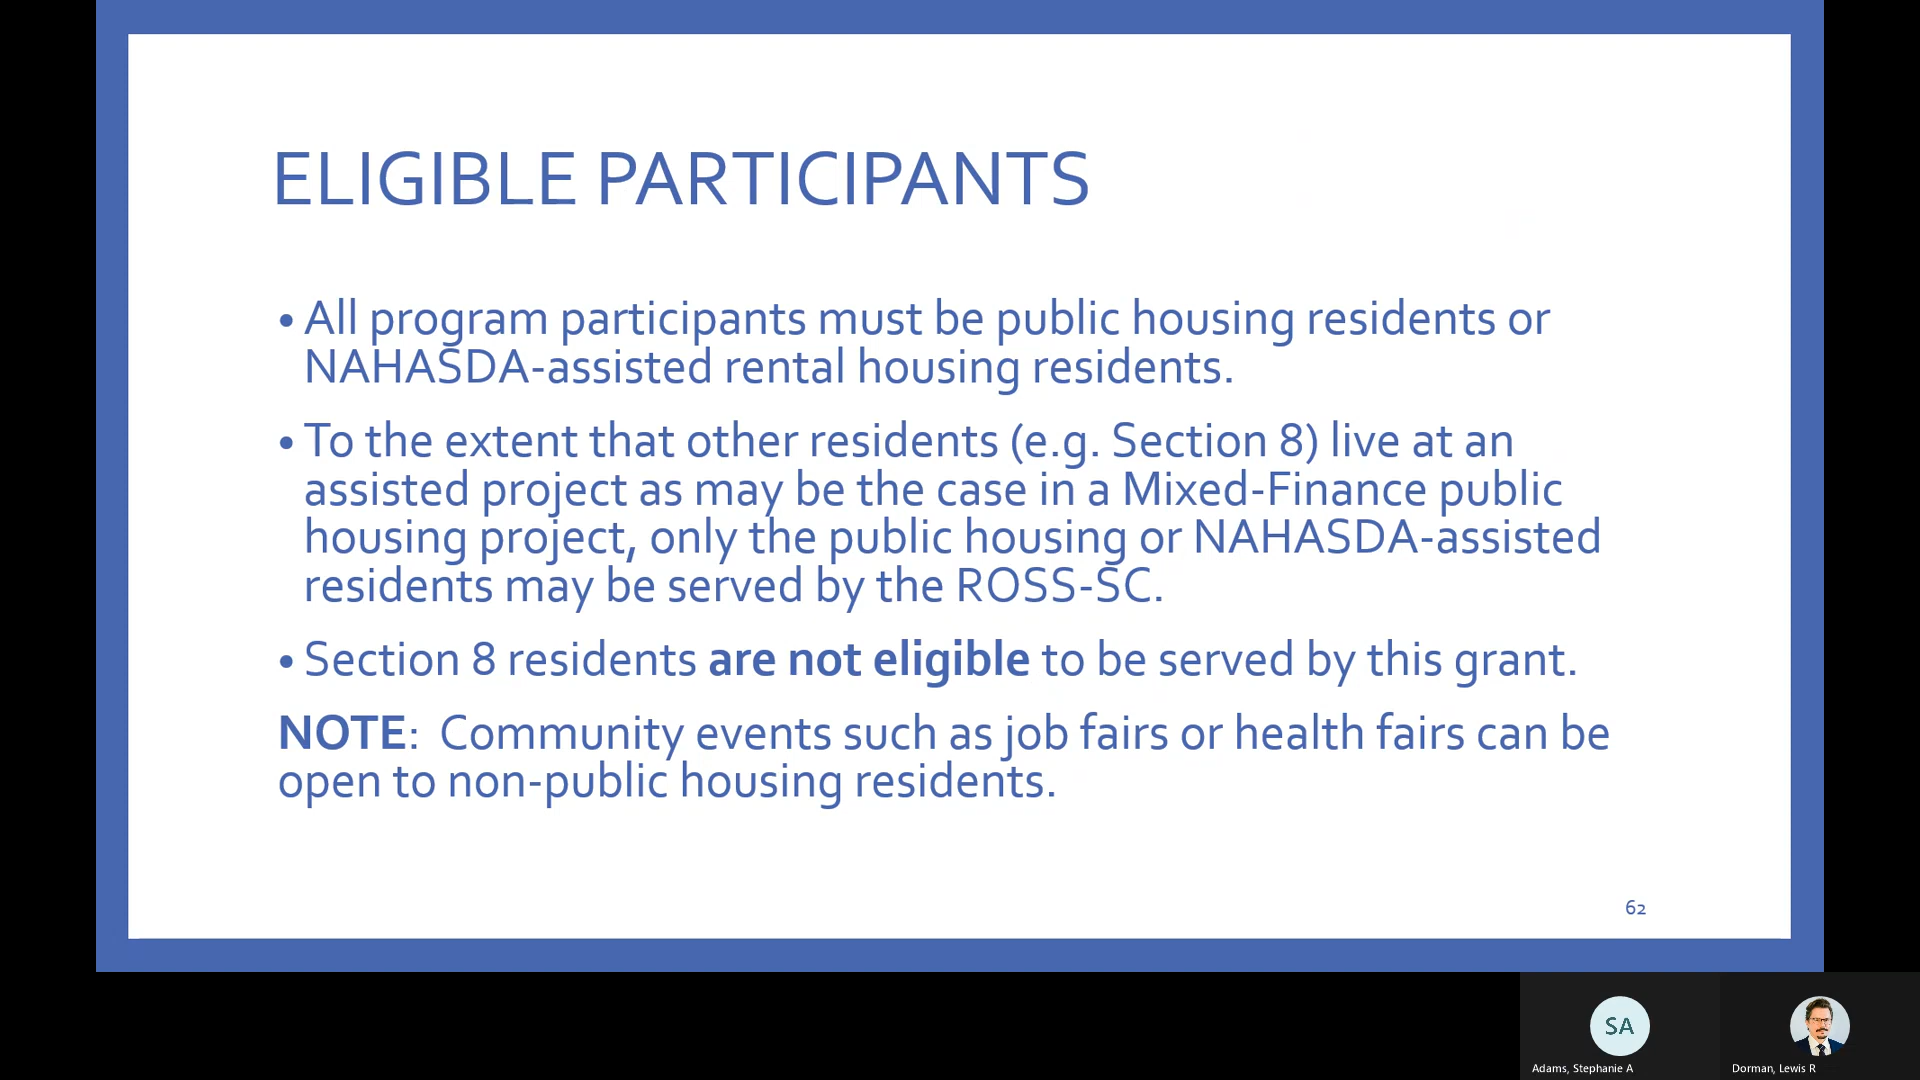 ELIGIBLE PARTICIPANTS
• All program participants must be public housing residents or
NAHASDA-assisted rental housing residents.
• To the extent that other residents (e.g. Section 8) live at an
assisted project as may be the case in a Mixed-Finance public
housing project, only the public housing or NAHASDA-assisted
residents may be served by the ROSS-SC.
• Section 8 residents are not eligible to be served by this grant.
NOTE:  Community events such as job fairs or health fairs can be
open to non-public housing residents.
62
SA
Adams, Stephanie A
Dorman, Lewis R